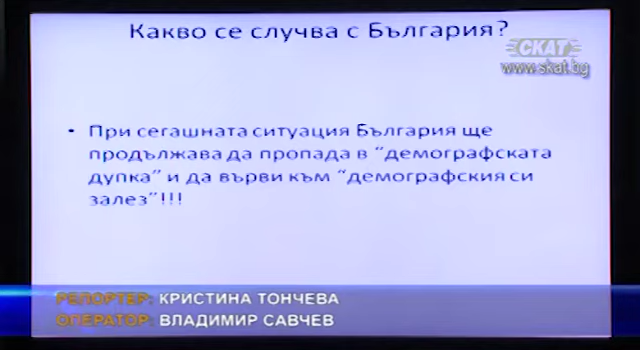 Какво се случва с България?
СКАТ
www.skat.bg
• При сегашната ситуация България ще
продължава да пропада в "демографската
дупка" и да върви към "демографския си
залез"!!!
РЕПОРТЕР: КРИСТИНА ТОНЧЕВА
ОПЕРАТОР: ВЛАДИМИР САВЧЕВ